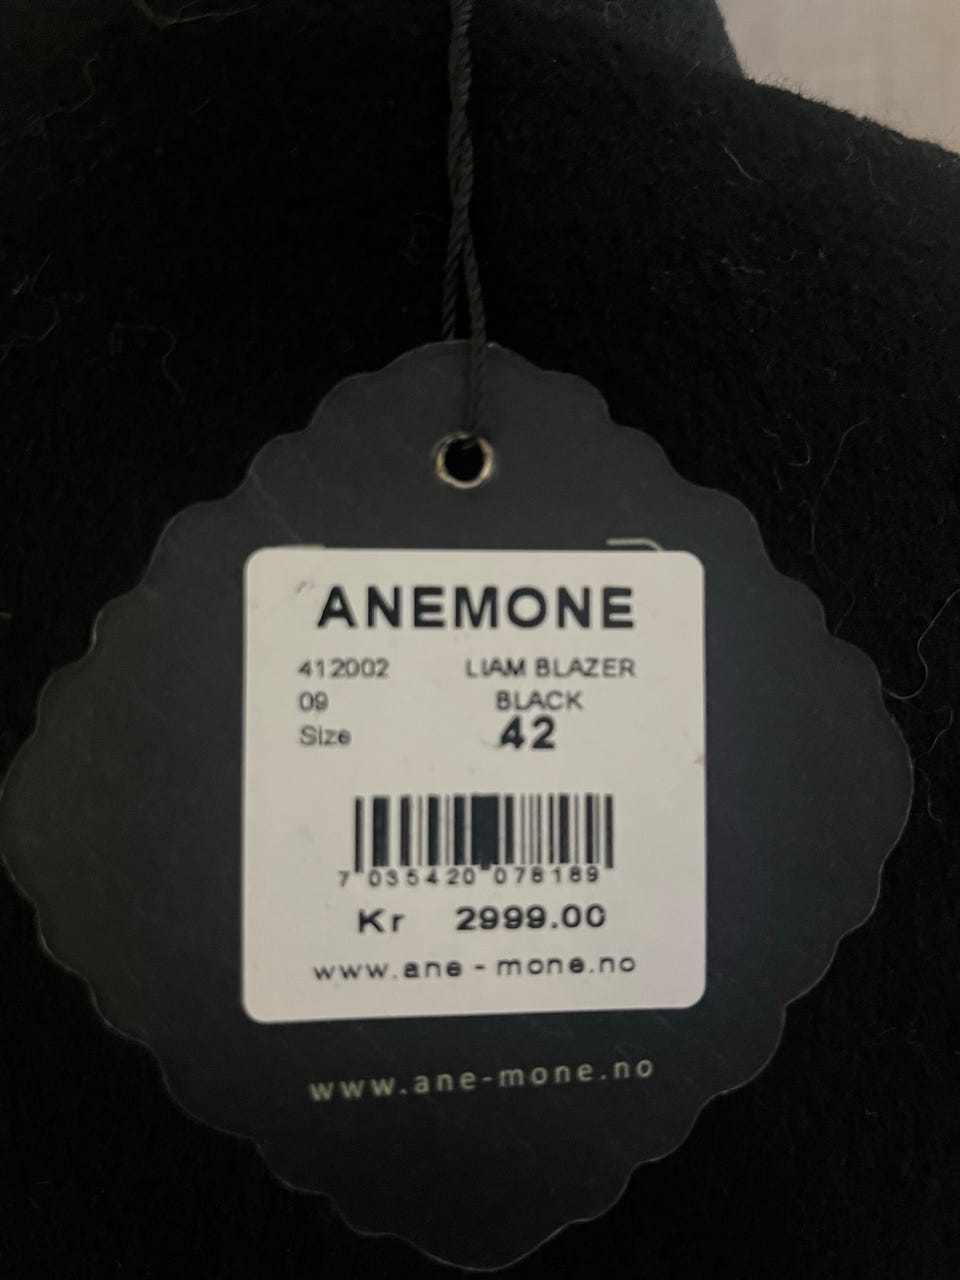 ANEMONE
412002 LIAM BLAZER
09 BLACK
Size 42
7 035420 078189
Kr 2999.00
www.ane - mone.no
www.ane-mone.no